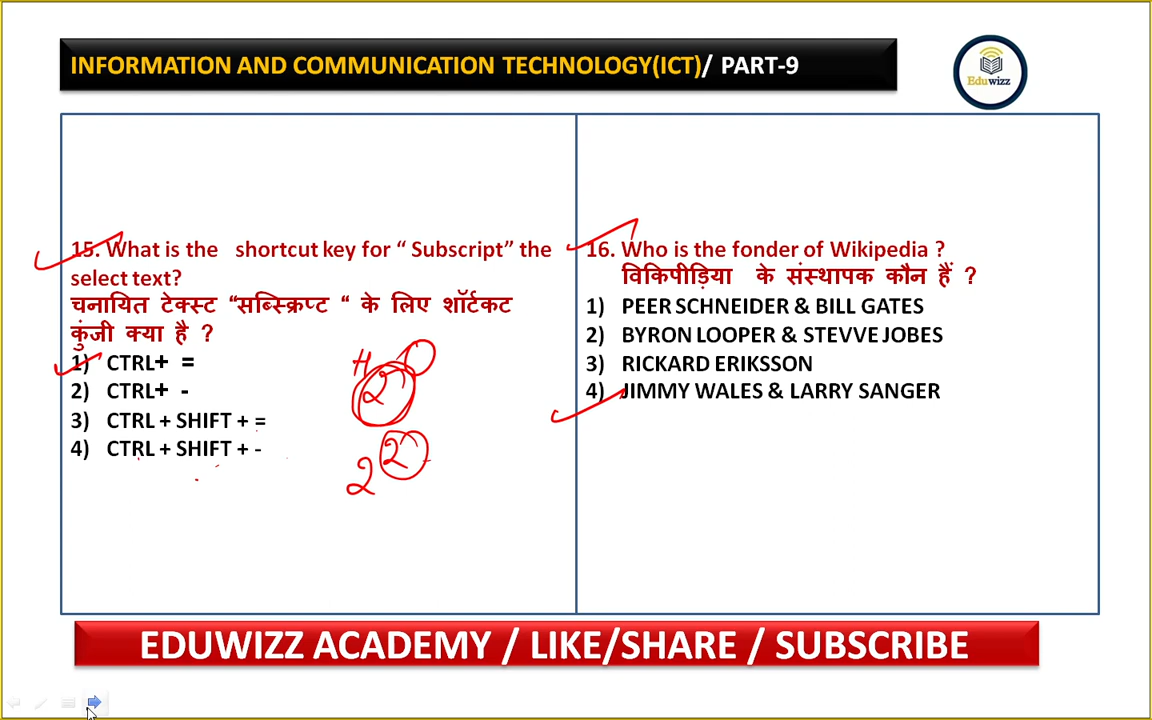 INFORMATION AND COMMUNICATION TECHNOLOGY(ICT)/ PART-9
Eduwizz
15. What is the shortcut key for “ Subscript” the
select text?
चनायित टेक्स्ट “सब्स्क्रिप्ट “ के लिए शॉर्टकट
कुंजी क्या है ?
1) CTRL+ =
2) CTRL+ -
3) CTRL + SHIFT + =
4) CTRL + SHIFT + -
H2O
2 2
16. Who is the fonder of Wikipedia ?
विकिपीड़िया के संस्थापक कौन हैं ?
1) PEER SCHNEIDER & BILL GATES
2) BYRON LOOPER & STEVVE JOBES
3) RICKARD ERIKSSON
4) JIMMY WALES & LARRY SANGER
EDUWIZZ ACADEMY / LIKE/SHARE / SUBSCRIBE